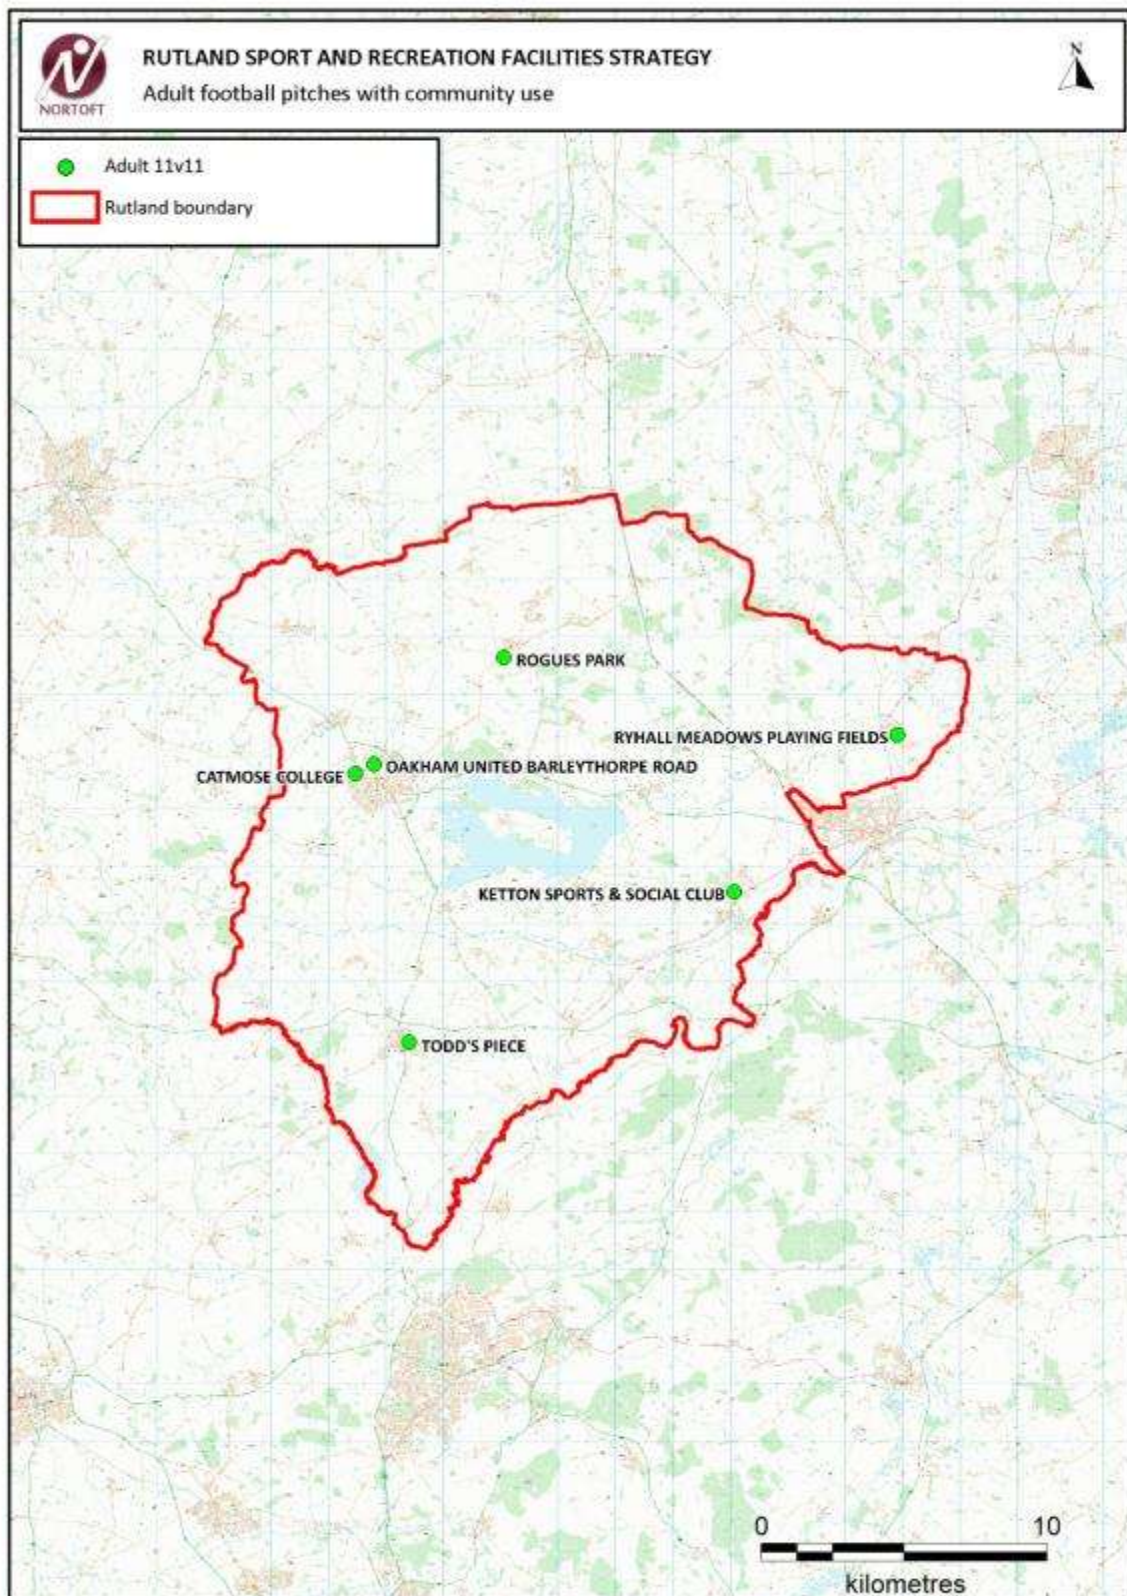 RUTLAND SPORT AND RECREATION FACILITIES STRATEGY
N
Adult football pitches with community use
NORTOFT
Adult 11v11
Rutland boundary
ROGUES PARK
RYHALL MEADOWS PLAYING FIELDS
OAKHAM UNITED BARLEYTHORPE ROAD
CATMOSE COLLEGE
KETTON SPORTS & SOCIAL CLUB
TODD'S PIECE
0 10
kilometres